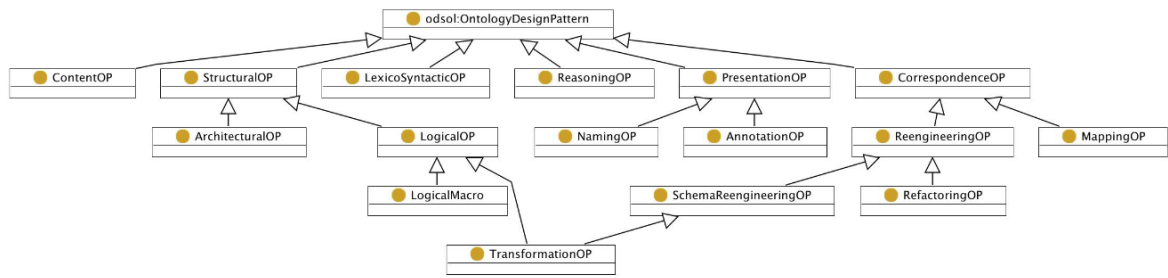 odsol:OntologyDesignPattern
ContentOP
StructuralOP
LexicoSyntacticOP
ReasoningOP
PresentationOP
CorrespondenceOP
ArchitecturalOP
LogicalOP
NamingOP
AnnotationOP
ReengineeringOP
MappingOP
LogicalMacro
SchemaReengineeringOP
RefactoringOP
TransformationOP